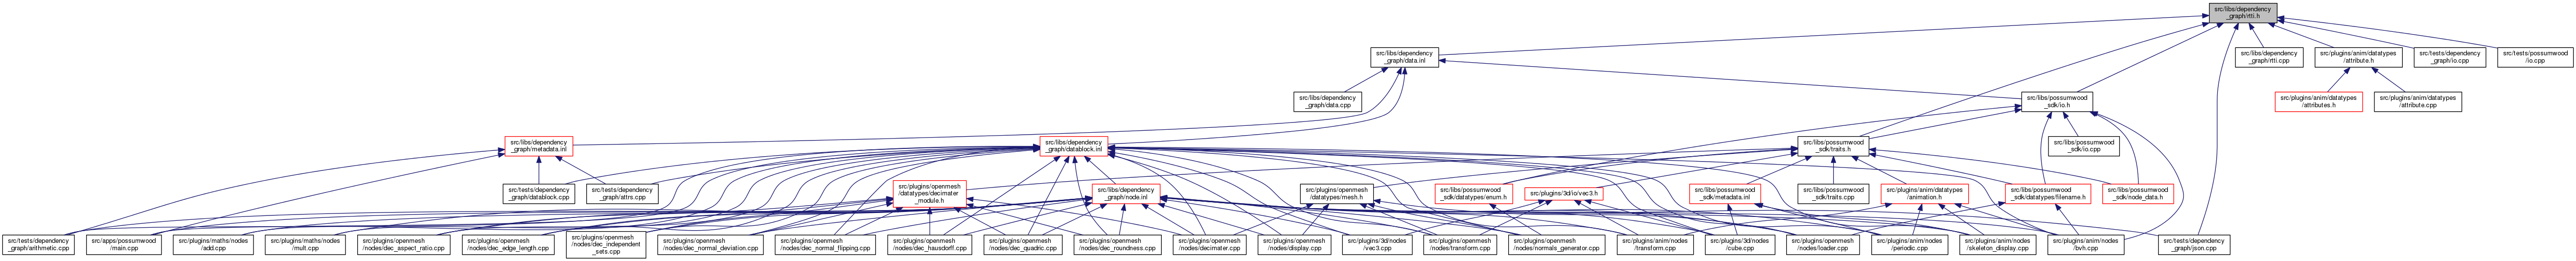 src/libs/dependency
_graph/rtti.h
src/libs/dependency
_graph/data.inl
src/libs/dependency
_graph/rtti.cpp
src/plugins/anim/datatypes
/attribute.h
src/tests/dependency
_graph/io.cpp
src/tests/possumwood
/io.cpp
src/libs/dependency
_graph/data.cpp
src/libs/possumwood
_sdk/io.h
src/plugins/anim/datatypes
/attributes.h
src/plugins/anim/datatypes
/attribute.cpp
src/libs/dependency
_graph/metadata.inl
src/libs/dependency
_graph/datablock.inl
src/libs/possumwood
_sdk/traits.h
src/libs/possumwood
_sdk/io.cpp
src/tests/dependency
_graph/datablock.cpp
src/tests/dependency
_graph/attrs.cpp
src/plugins/openmesh
/datatypes/decimater
_module.h
src/libs/dependency
_graph/node.inl
src/plugins/openmesh
/datatypes/mesh.h
src/libs/possumwood
_sdk/datatypes/enum.h
src/plugins/3d/io/vec3.h
src/libs/possumwood
_sdk/metadata.inl
src/libs/possumwood
_sdk/traits.cpp
src/plugins/anim/datatypes
/animation.h
src/libs/possumwood
_sdk/datatypes/filename.h
src/libs/possumwood
_sdk/node_data.h
src/tests/dependency
_graph/arithmetic.cpp
src/apps/possumwood
/main.cpp
src/plugins/maths/nodes
/add.cpp
src/plugins/maths/nodes
/mult.cpp
src/plugins/openmesh
/nodes/dec_aspect_ratio.cpp
src/plugins/openmesh
/nodes/dec_edge_length.cpp
src/plugins/openmesh
/nodes/dec_independent
_sets.cpp
src/plugins/openmesh
/nodes/dec_normal_deviation.cpp
src/plugins/openmesh
/nodes/dec_normal_flipping.cpp
src/plugins/openmesh
/nodes/dec_hausdorff.cpp
src/plugins/openmesh
/nodes/dec_quadric.cpp
src/plugins/openmesh
/nodes/dec_roundness.cpp
src/plugins/openmesh
/nodes/decimater.cpp
src/plugins/openmesh
/nodes/display.cpp
src/plugins/3d/nodes
/vec3.cpp
src/plugins/openmesh
/nodes/transform.cpp
src/plugins/openmesh
/nodes/normals_generator.cpp
src/plugins/anim/nodes
/transform.cpp
src/plugins/3d/nodes
/cube.cpp
src/plugins/openmesh
/nodes/loader.cpp
src/plugins/anim/nodes
/periodic.cpp
src/plugins/anim/nodes
/skeleton_display.cpp
src/plugins/anim/nodes
/bvh.cpp
src/tests/dependency
_graph/json.cpp